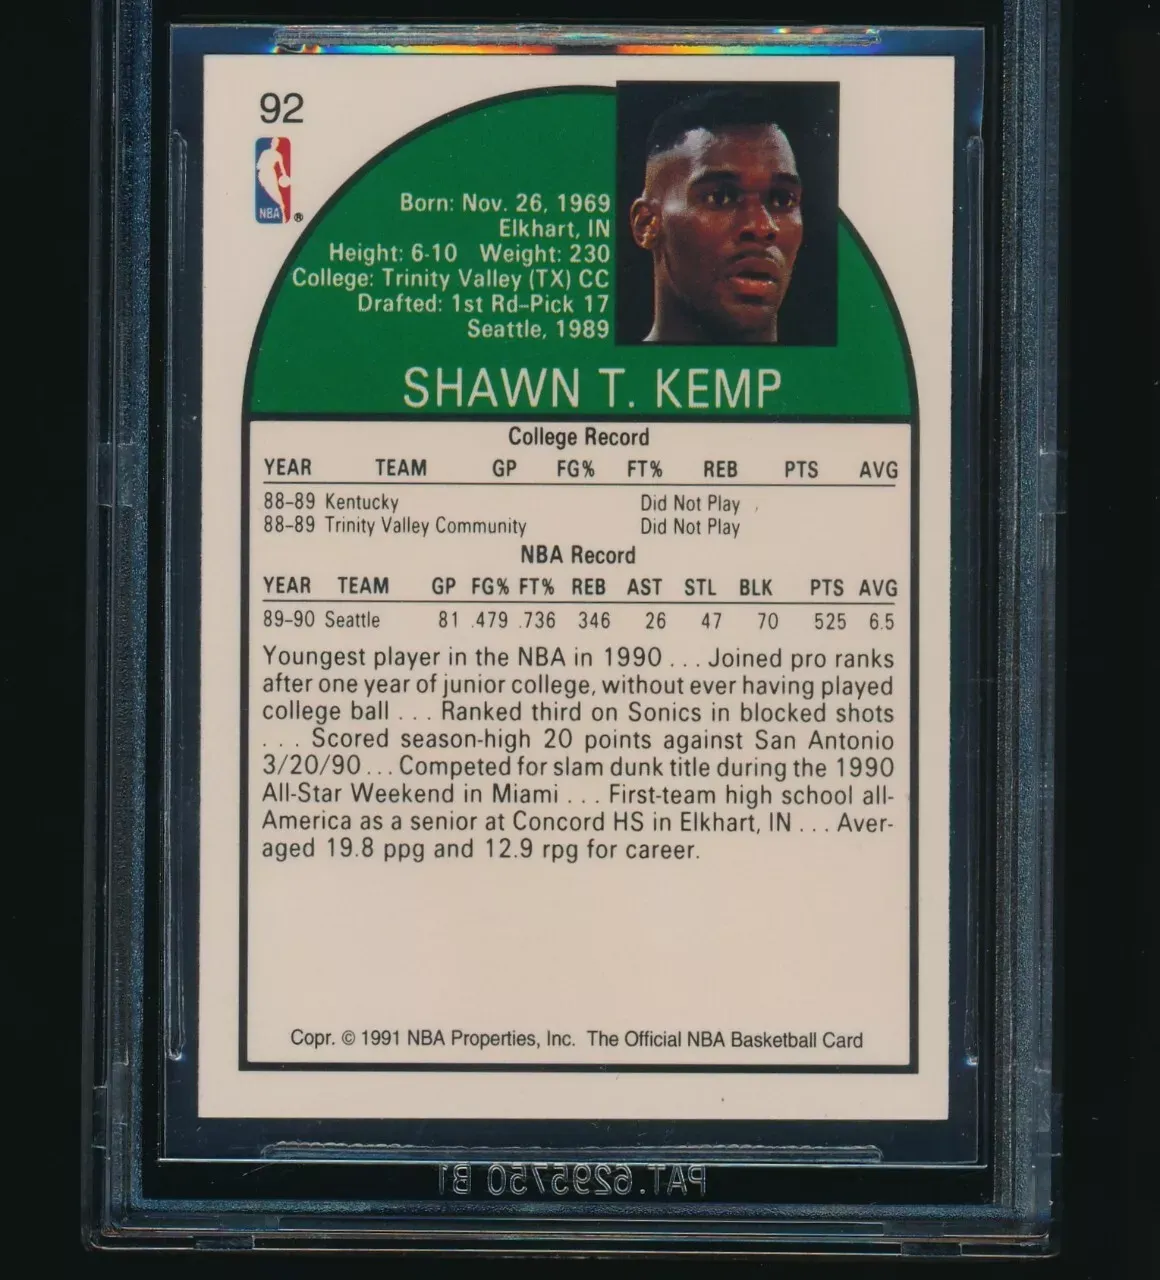 92
NBA ®
Born: Nov. 26, 1969
Elkhart, IN
Height: 6-10 Weight: 230
College: Trinity Valley (TX) CC
Drafted: 1st Rd–Pick 17
Seattle, 1989
SHAWN T. KEMP
College Record
YEAR TEAM GP FG% FT% REB PTS AVG
88–89 Kentucky Did Not Play
88–89 Trinity Valley Community Did Not Play
NBA Record
YEAR TEAM GP FG% FT% REB AST STL BLK PTS AVG
89–90 Seattle 81 .479 .736 346 26 47 70 525 6.5
Youngest player in the NBA in 1990 . . . Joined pro ranks
after one year of junior college, without ever having played
college ball . . . Ranked third on Sonics in blocked shots
. . . Scored season-high 20 points against San Antonio
3/20/90 . . . Competed for slam dunk title during the 1990
All-Star Weekend in Miami . . . First-team high school all-
America as a senior at Concord HS in Elkhart, IN . . . Aver-
aged 19.8 ppg and 12.9 rpg for career.
Copr. © 1991 NBA Properties, Inc. The Official NBA Basketball Card
PAT. 6295750 B1